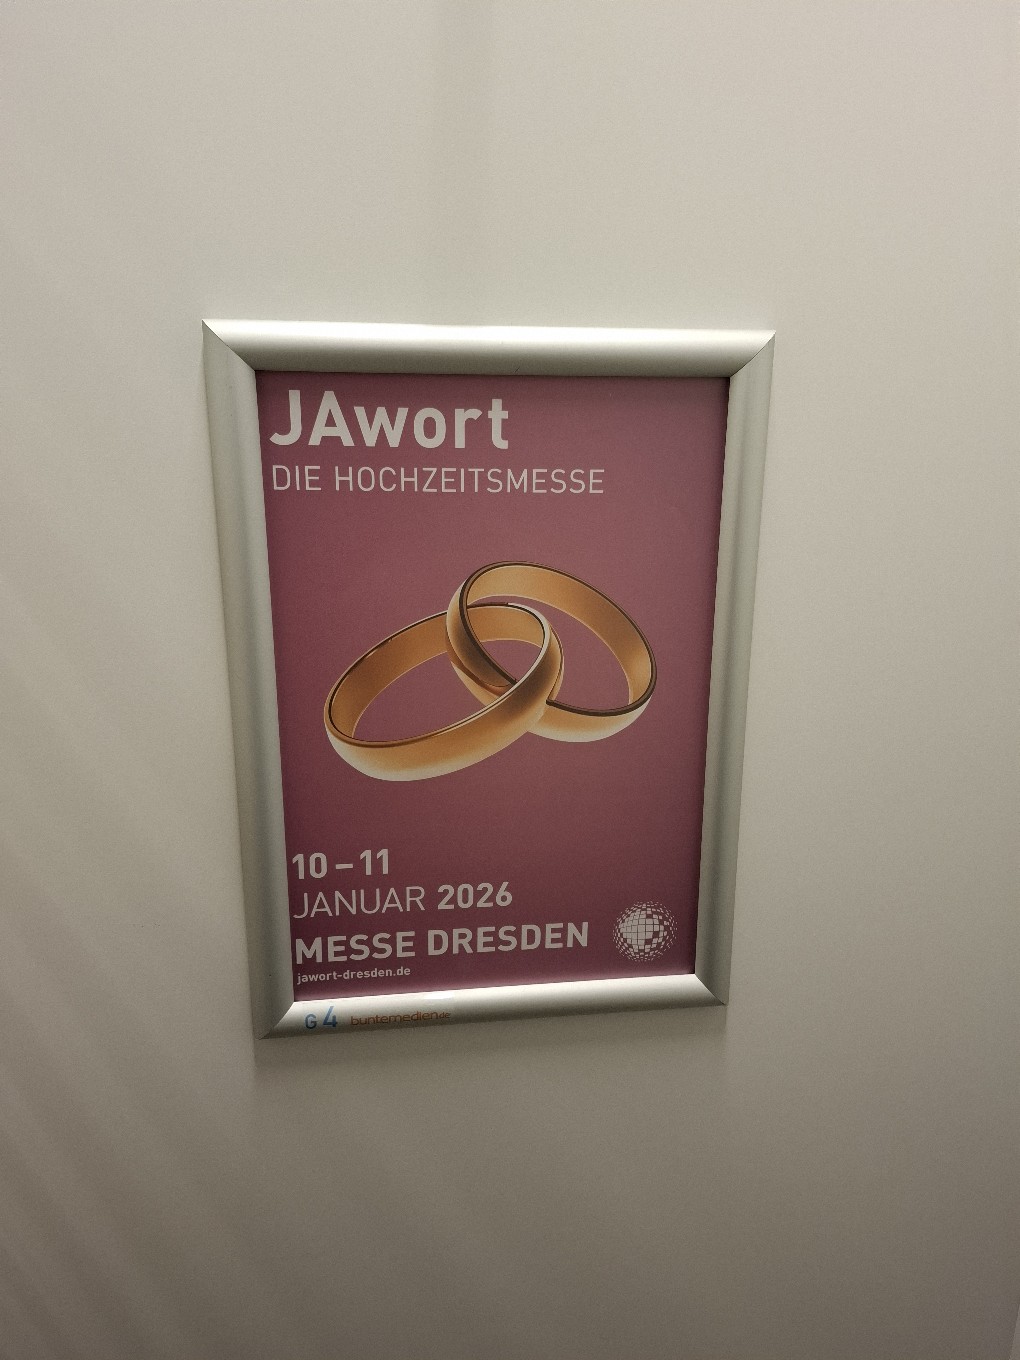 JAwort
DIE HOCHZEITSMESSE
10 – 11
JANUAR 2026
MESSE DRESDEN
jawort-dresden.de
G 4 buntemedien.de